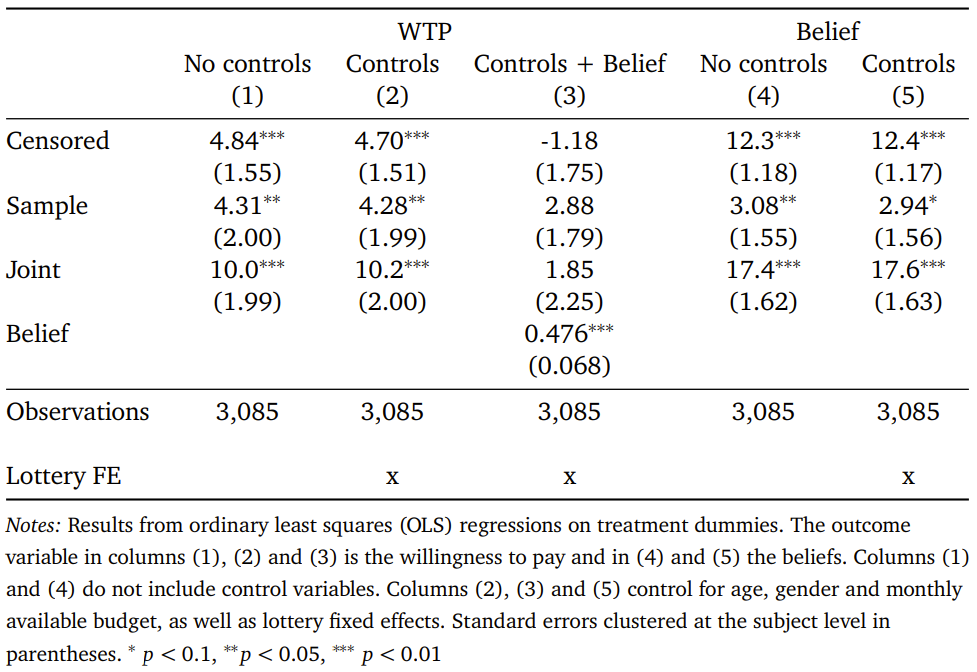 WTP Belief
No controls Controls Controls + Belief No controls Controls
(1) (2) (3) (4) (5)
Censored 4.84*** 4.70*** -1.18 12.3*** 12.4***
(1.55) (1.51) (1.75) (1.18) (1.17)
Sample 4.31** 4.28** 2.88 3.08** 2.94*
(2.00) (1.99) (1.79) (1.55) (1.56)
Joint 10.0*** 10.2*** 1.85 17.4*** 17.6***
(1.99) (2.00) (2.25) (1.62) (1.63)
Belief 0.476***
(0.068)
Observations 3,085 3,085 3,085 3,085 3,085
Lottery FE x x x
Notes: Results from ordinary least squares (OLS) regressions on treatment dummies. The outcome
variable in columns (1), (2) and (3) is the willingness to pay and in (4) and (5) the beliefs. Columns (1)
and (4) do not include control variables. Columns (2), (3) and (5) control for age, gender and monthly
available budget, as well as lottery fixed effects. Standard errors clustered at the subject level in
parentheses. * p < 0.1, **p < 0.05, *** p < 0.01